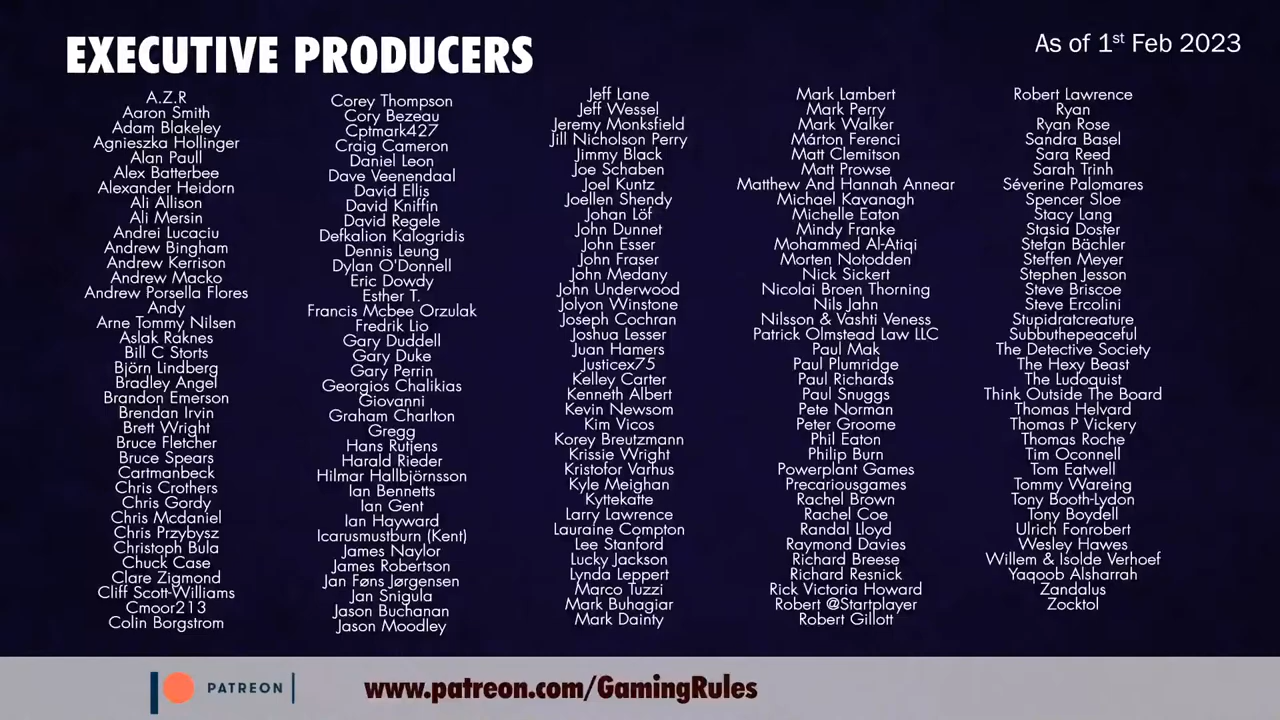 EXECUTIVE PRODUCERS
As of 1st Feb 2023
A.Z.R
Aaron Smith
Adam Blakeley
Agnieszka Hollinger
Alan Paull
Alex Batterbee
Alexander Heidorn
Ali Allison
Ali Mersin
Andrei Lucaciu
Andrew Bingham
Andrew Kerrison
Andrew Macko
Andrew Porsella Flores
Andy
Arne Tommy Nilsen
Aslak Raknes
Bill C Storts
Björn Lindberg
Bradley Angel
Brandon Emerson
Brendan Irvin
Brett Wright
Bruce Fletcher
Bruce Spears
Cartmanbeck
Chris Crothers
Chris Gordy
Chris Mcdaniel
Chris Przybysz
Christoph Bula
Chuck Case
Clare Zigmond
Cliff Scott-Williams
Cmoor213
Colin Borgstrom
Corey Thompson
Cory Bezeau
Cptmark427
Craig Cameron
Daniel Leon
Dave Veenendaal
David Ellis
David Kniffin
David Regele
Defkalion Kalogridis
Dennis Leung
Dylan O'Donnell
Eric Dowdy
Esther T.
Francis Mcbee Orzulak
Fredrik Lio
Gary Duddell
Gary Duke
Gary Perrin
Georgios Chalikias
Giovanni
Graham Charlton
Gregg
Hans Rutjens
Harald Rieder
Hilmar Hallbjörnsson
Ian Bennetts
Ian Gent
Ian Hayward
Icarusmustburn (Kent)
James Naylor
James Robertson
Jan Føns Jørgensen
Jan Snigula
Jason Buchanan
Jason Moodley
Jeff Lane
Jeff Wessel
Jeremy Monksfield
Jill Nicholson Perry
Jimmy Black
Joe Schaben
Joel Kuntz
Joellen Shendy
Johan Löf
John Dunnet
John Esser
John Fraser
John Medany
John Underwood
Jolyon Winstone
Joseph Cochran
Joshua Lesser
Juan Hamers
Justicex75
Kelley Carter
Kenneth Albert
Kevin Newsom
Kim Vicos
Korey Breutzmann
Krissie Wright
Kristofor Varhus
Kyle Meighan
Kyttekatte
Larry Lawrence
Lauraine Compton
Lee Stanford
Lucky Jackson
Lynda Leppert
Marco Tuzzi
Mark Buhagiar
Mark Dainty
Mark Lambert
Mark Perry
Mark Walker
Márton Ferenci
Matt Clemitson
Matt Prowse
Matthew And Hannah Annear
Michael Kavanagh
Michelle Eaton
Mindy Franke
Mohammed Al-Atiqi
Morten Notodden
Nick Sickert
Nicolai Broen Thorning
Nils Jahn
Nilsson & Vashti Veness
Patrick Olmstead Law LLC
Paul Mak
Paul Plumridge
Paul Richards
Paul Snuggs
Pete Norman
Peter Groome
Phil Eaton
Philip Burn
Powerplant Games
Precariousgames
Rachel Brown
Rachel Coe
Randal Lloyd
Raymond Davies
Richard Breese
Richard Resnick
Rick Victoria Howard
Robert @Startplayer
Robert Gillott
Robert Lawrence
Ryan
Ryan Rose
Sandra Basel
Sara Reed
Sarah Trinh
Séverine Palomares
Spencer Sloe
Stacy Lang
Stasia Doster
Stefan Bächler
Steffen Meyer
Stephen Jesson
Steve Briscoe
Steve Ercolini
Stupidratcreature
Subbuthepeaceful
The Detective Society
The Hexy Beast
The Ludoquist
Think Outside The Board
Thomas Helvard
Thomas P Vickery
Thomas Roche
Tim Oconnell
Tom Eatwell
Tommy Wareing
Tony Booth-Lydon
Tony Boydell
Ulrich Fonrobert
Wesley Hawes
Willem & Isolde Verhoef
Yaqoob Alsharrah
Zandalus
Zocktol
PATREON
www.patreon.com/GamingRules